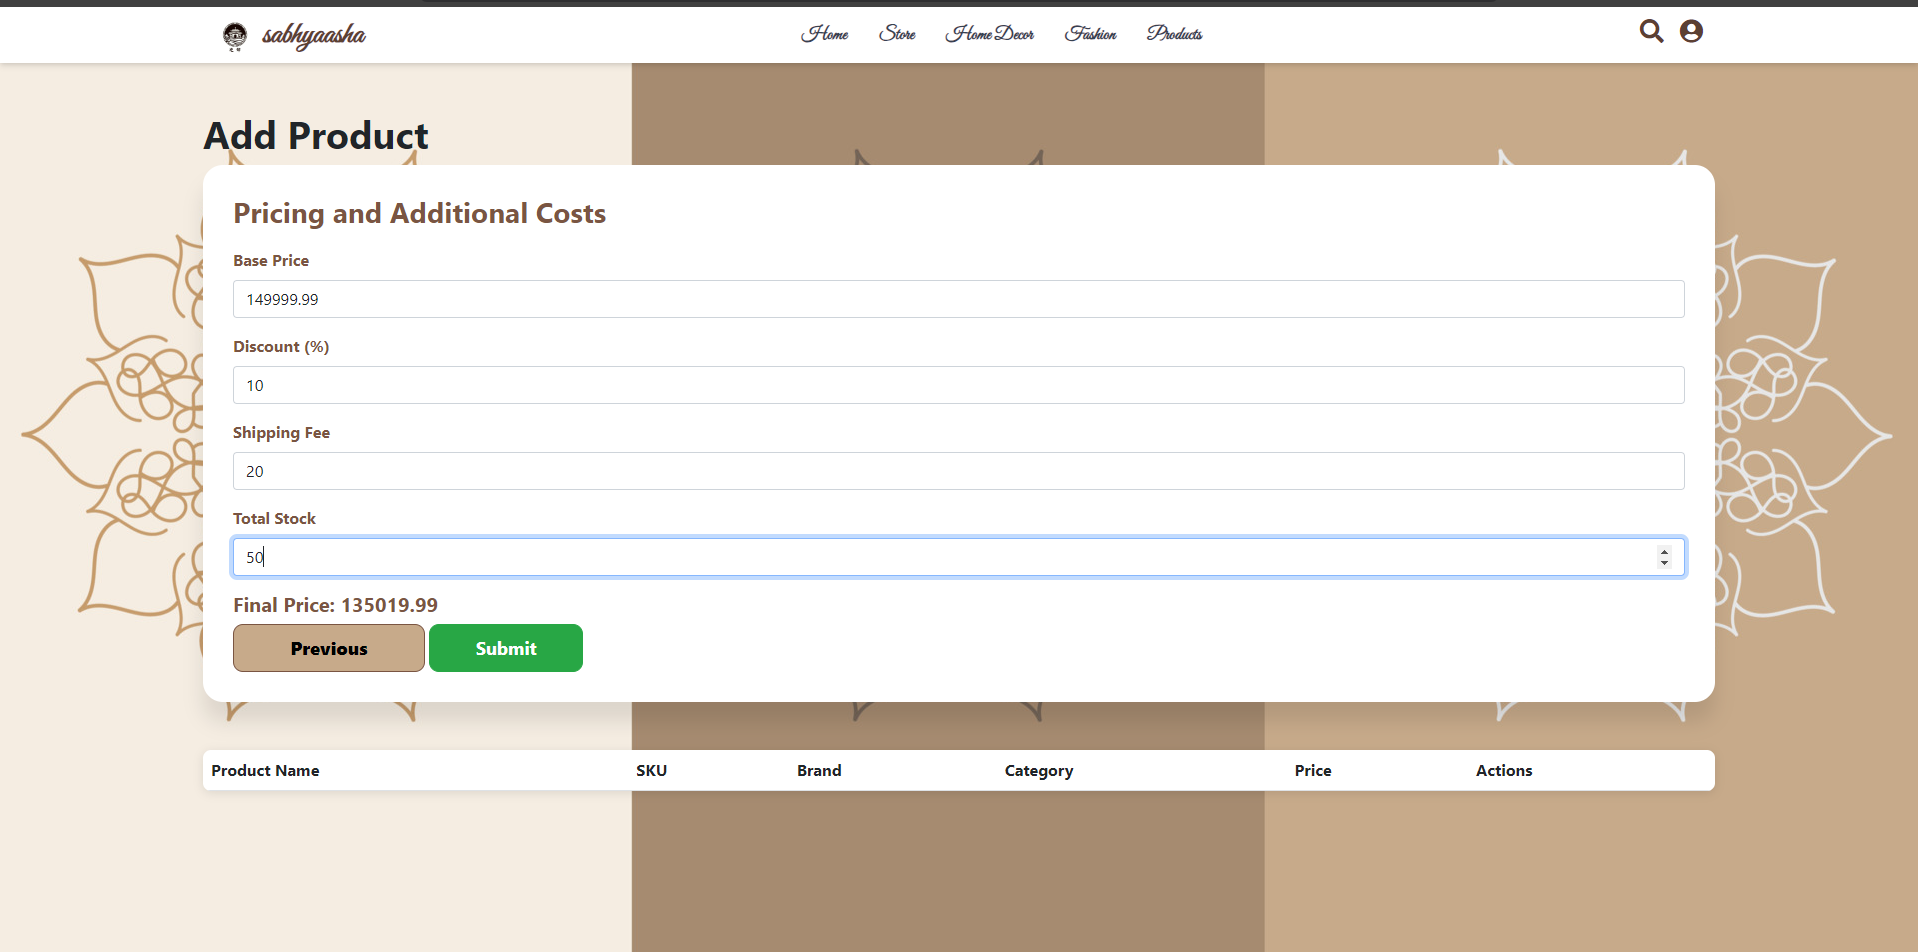 sabhyaasha
Home Store Home Decor Fashion Products
Add Product
Pricing and Additional Costs
Base Price
149999.99
Discount (%)
10
Shipping Fee
20
Total Stock
50
Final Price: 135019.99
Previous Submit
Product Name SKU Brand Category Price Actions